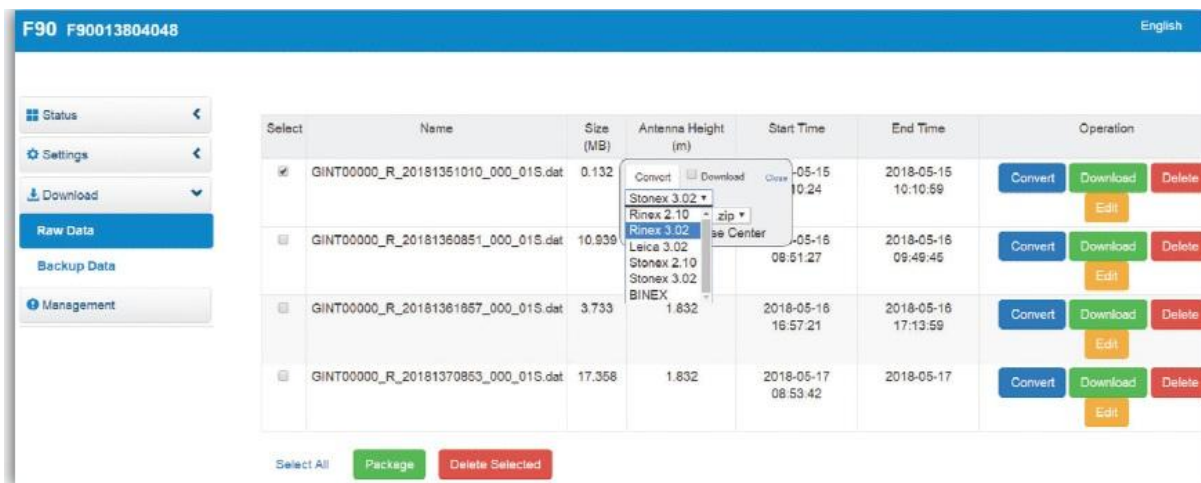 F90 F90013804048
English
Status
Settings
Download
Raw Data
Backup Data
Management
Select Name Size (MB) Antenna Height (m) Start Time End Time Operation
GINT00000_R_20181351010_000_01S.dat 0.132 -05-15 10:24 2018-05-15 10:10:59 Convert Download Delete Edit
Convert Download Close
Stonex 3.02
Rinex 2.10 .zip
Rinex 3.02 se Center
Leica 3.02
Stonex 2.10
Stonex 3.02
BINEX
GINT00000_R_20181360851_000_01S.dat 10.939 -05-16 08:51:27 2018-05-16 09:49:45 Convert Download Delete Edit
GINT00000_R_20181361657_000_01S.dat 3.733 1.832 2018-05-16 16:57:21 2018-05-16 17:13:59 Convert Download Delete Edit
GINT00000_R_20181370853_000_01S.dat 17.358 1.832 2018-05-17 08:53:42 2018-05-17 Convert Download Delete Edit
Select All Package Delete Selected